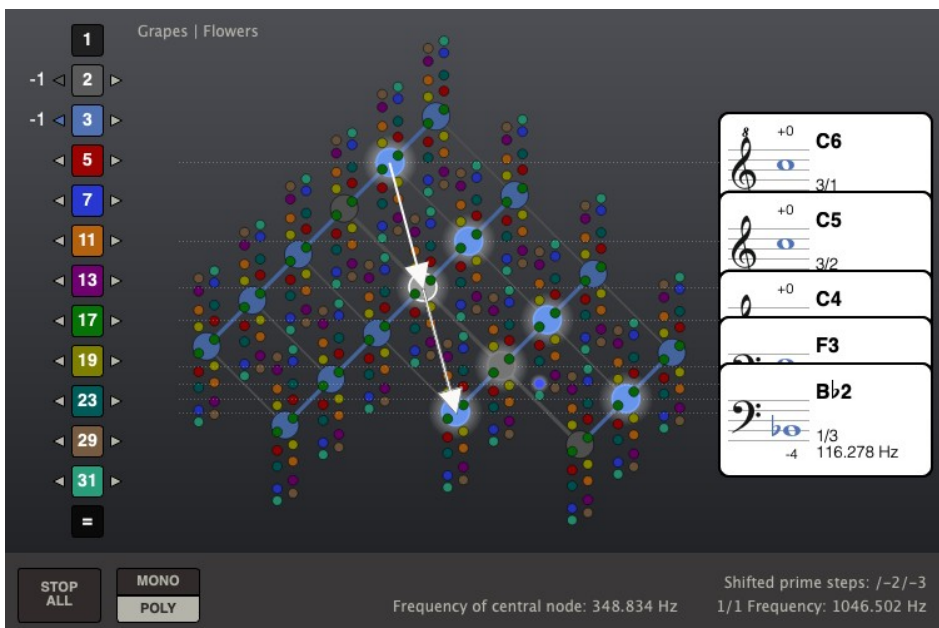 Grapes | Flowers
1
-1 2
-1 3
5
7
11
13
17
19
23
29
31
=
8
+0 C6
3/1
+0 C5
3/2
+0 C4
F3
B♭2
1/3
-4 116.278 Hz
STOP
ALL
MONO
POLY
Shifted prime steps: /-2/-3
Frequency of central node: 348.834 Hz
1/1 Frequency: 1046.502 Hz